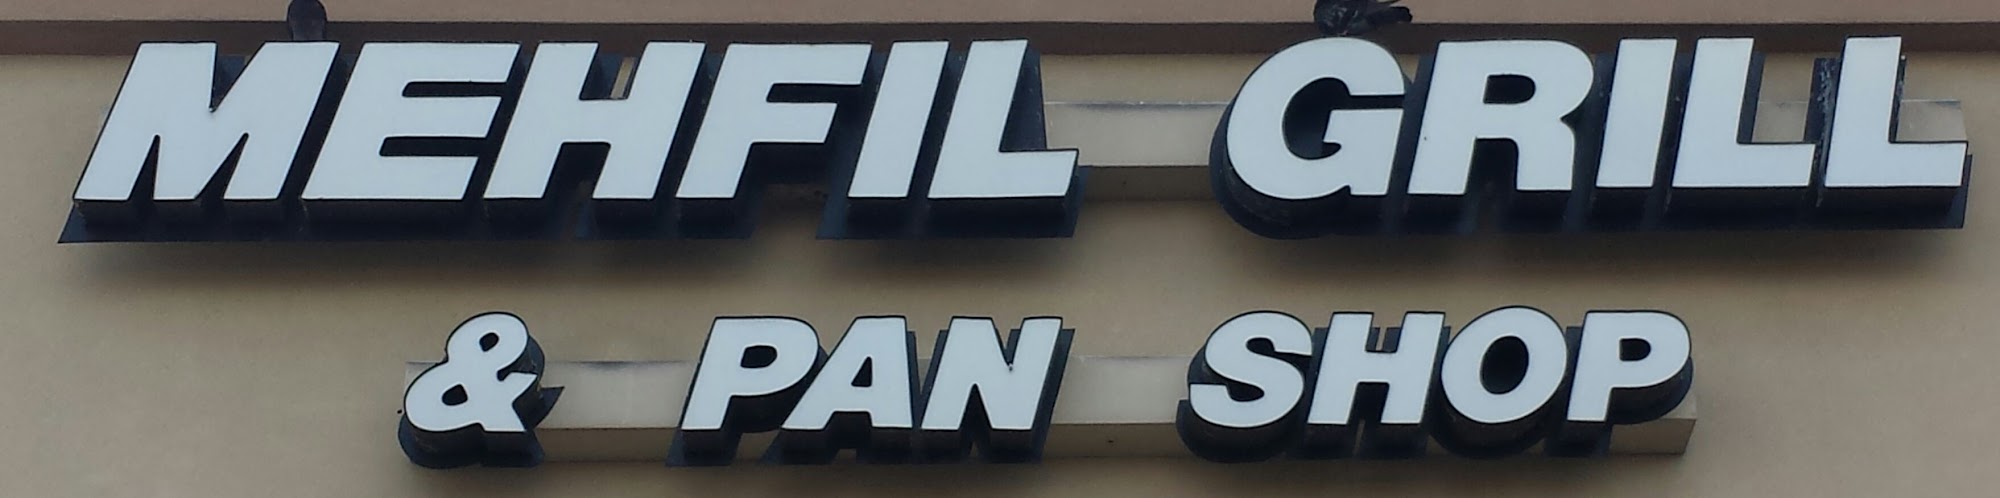 MEHFIL GRILL
& PAN SHOP